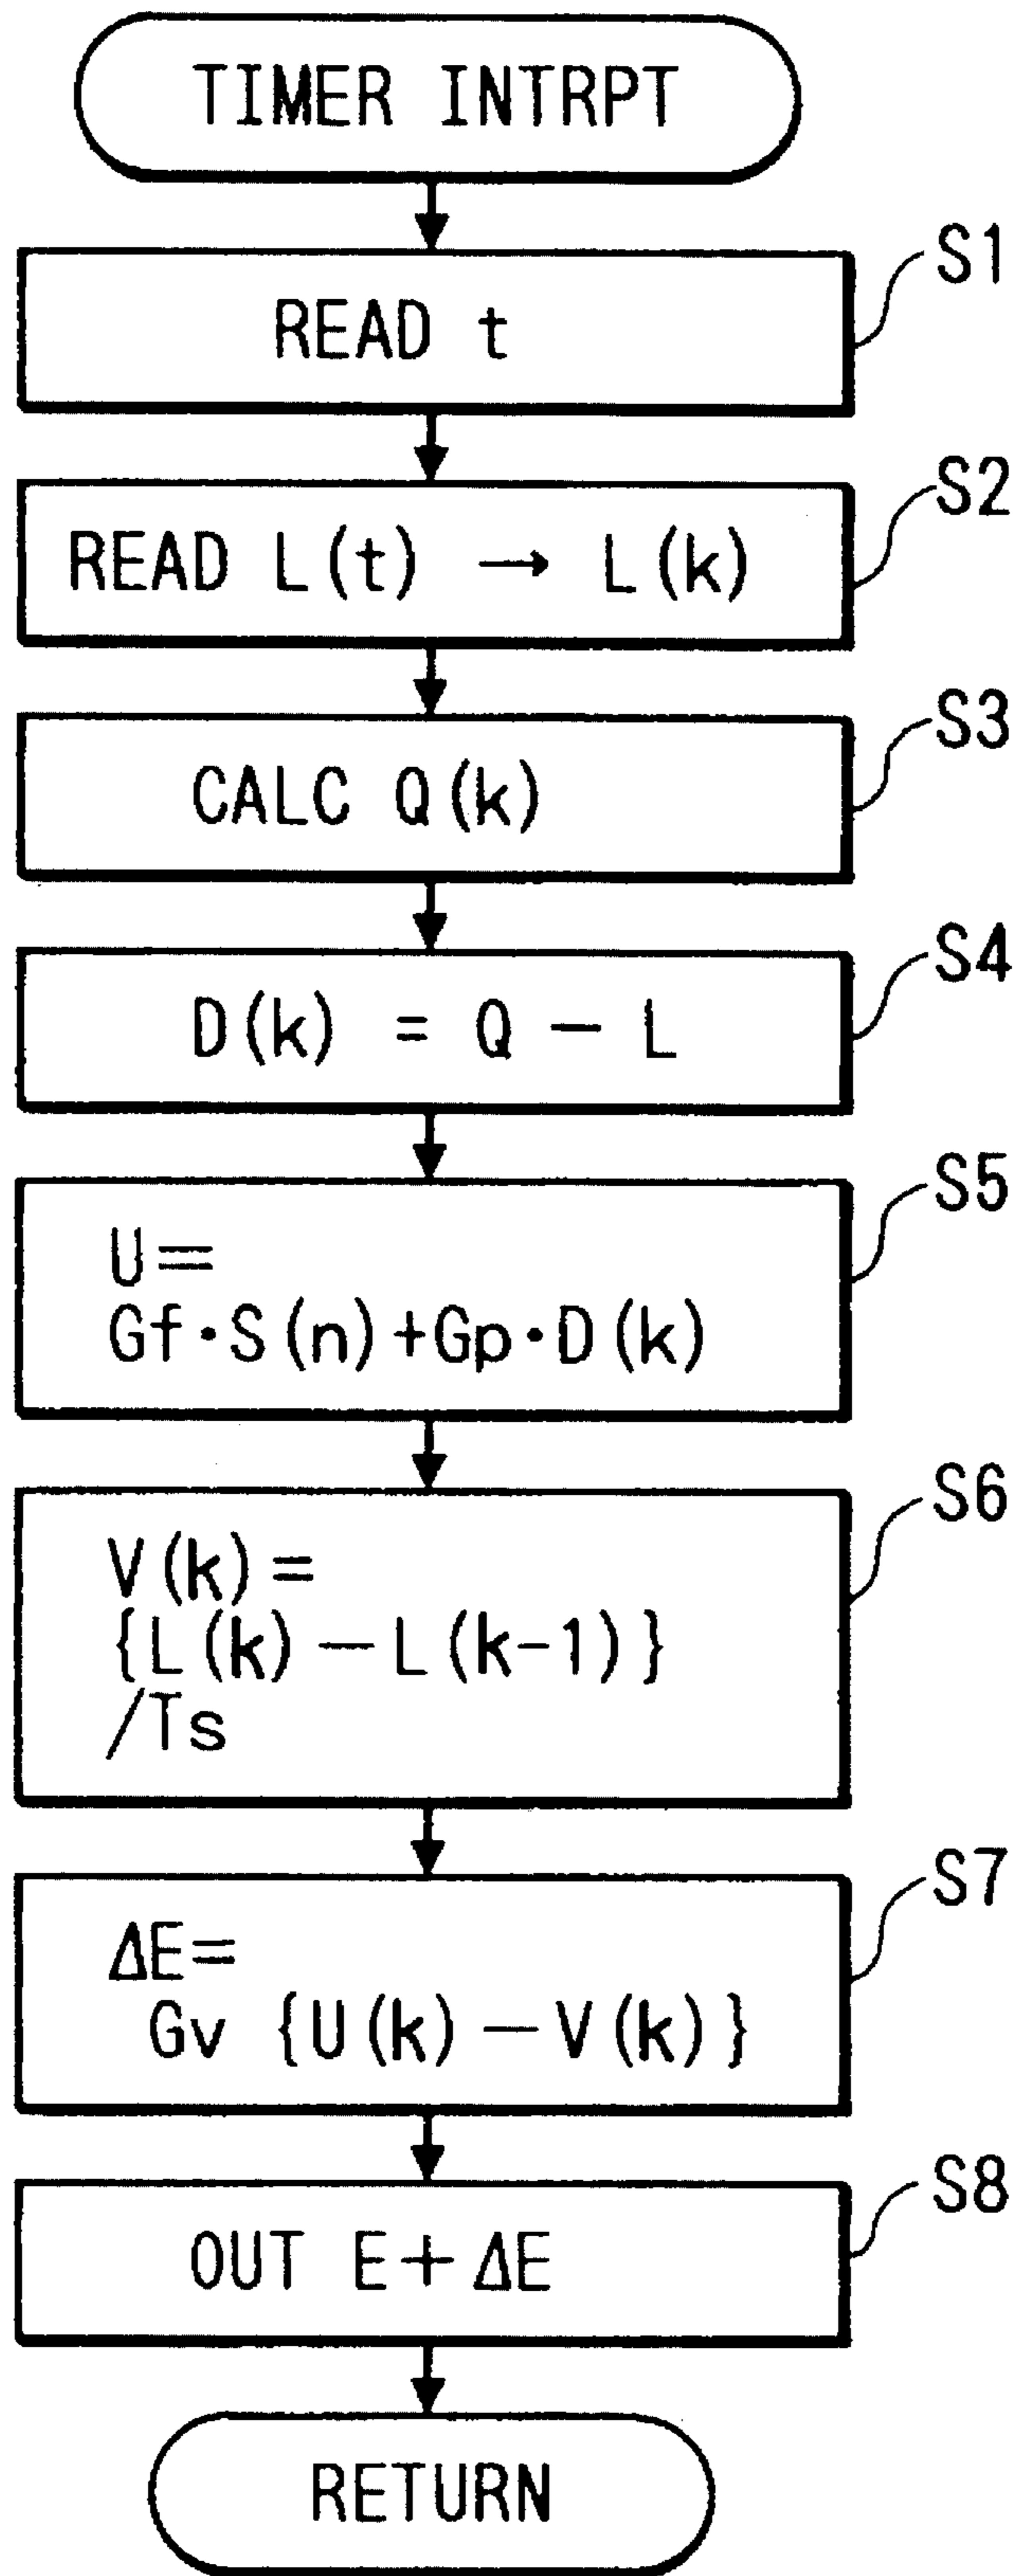 TIMER INTRPT
S1
READ t
S2
READ L(t) → L(k)
S3
CALC Q(k)
S4
D(k) = Q − L
S5
U=
Gf·S(n)+Gp·D(k)
S6
V(k)=
{L(k)−L(k-1)}
/Ts
S7
ΔE=
Gv {U(k)−V(k)}
S8
OUT E+ΔE
RETURN